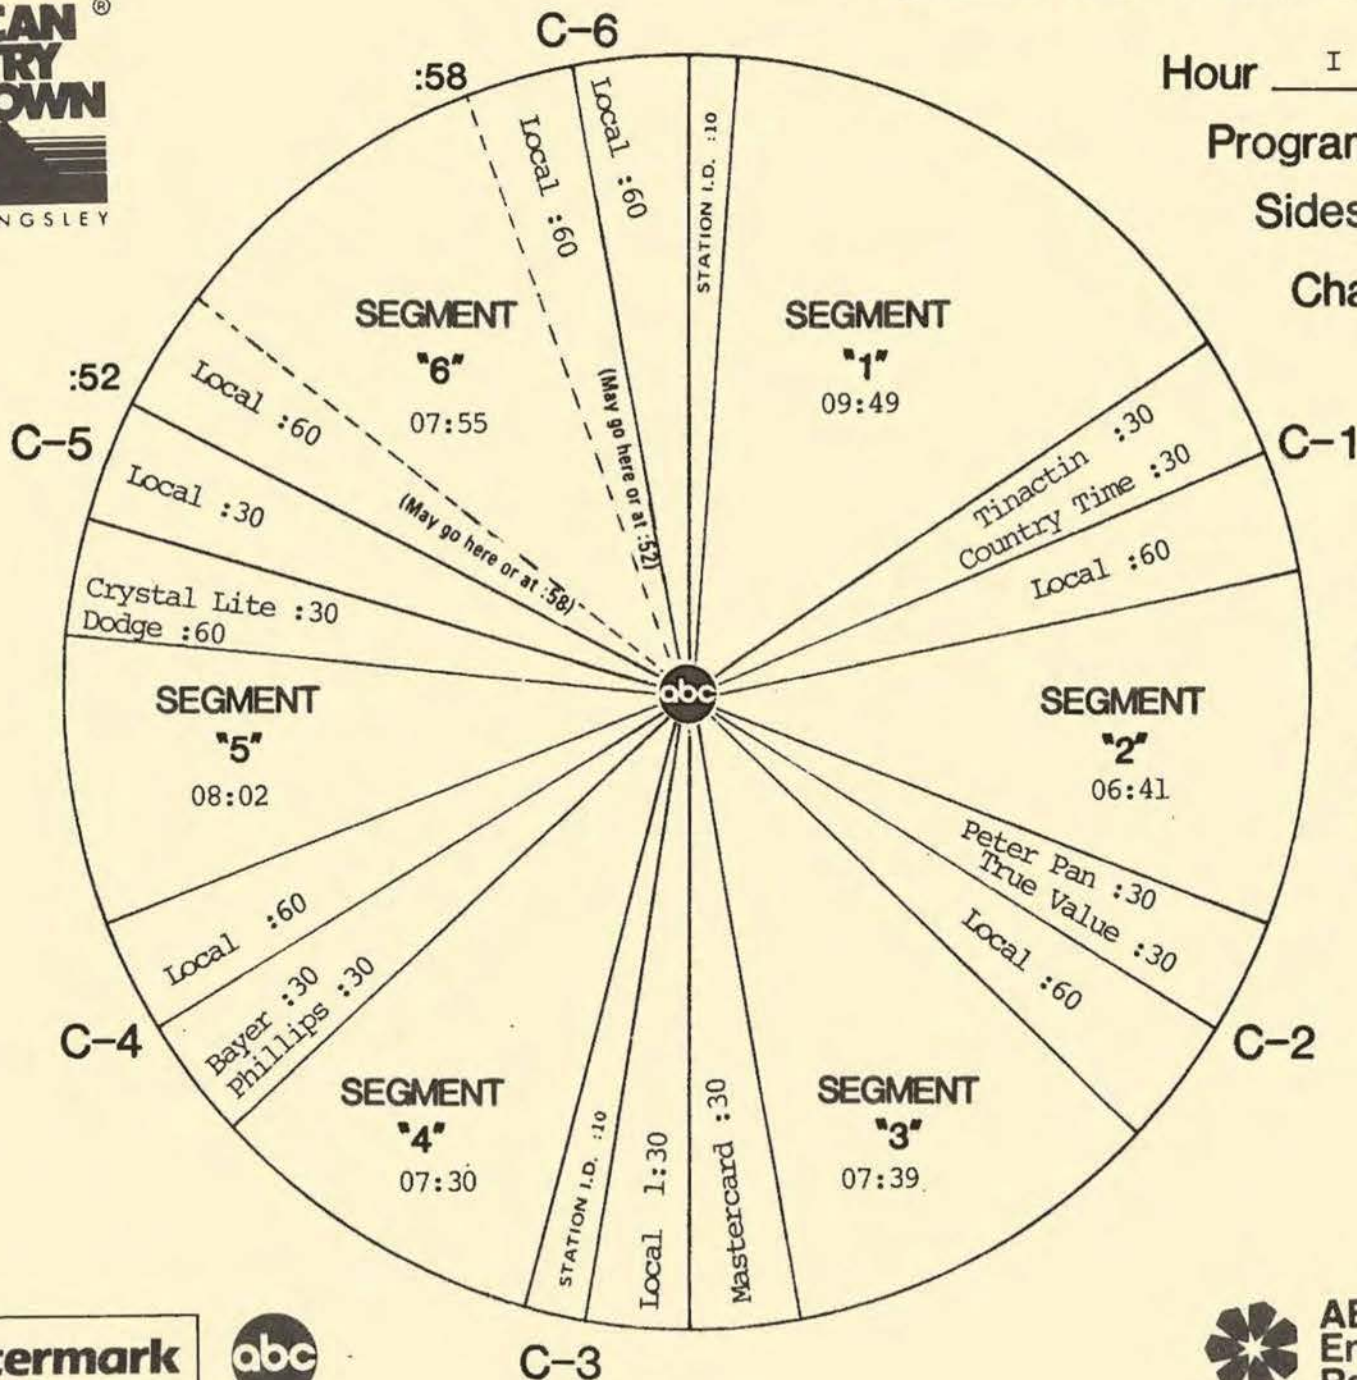 C-6
:58
Hour I
Local :60
Local :60
STATION I.D. :10
SEGMENT
"6"
07:55
SEGMENT
"1"
09:49
(May go here or at :52)
:52
C-5
Local :60
(May go here or at :58)
Local :30
Crystal Lite :30
Dodge :60
Tinactin :30
Country Time :30
C-1
Local :60
abc
SEGMENT
"5"
08:02
SEGMENT
"2"
06:41
Peter Pan :30
True Value :30
Local :60
C-2
Local :60
Bayer :30
Phillips :30
C-4
SEGMENT
"4"
07:30
STATION I.D. :10
Local 1:30
Mastercard :30
SEGMENT
"3"
07:39
C-3
abc